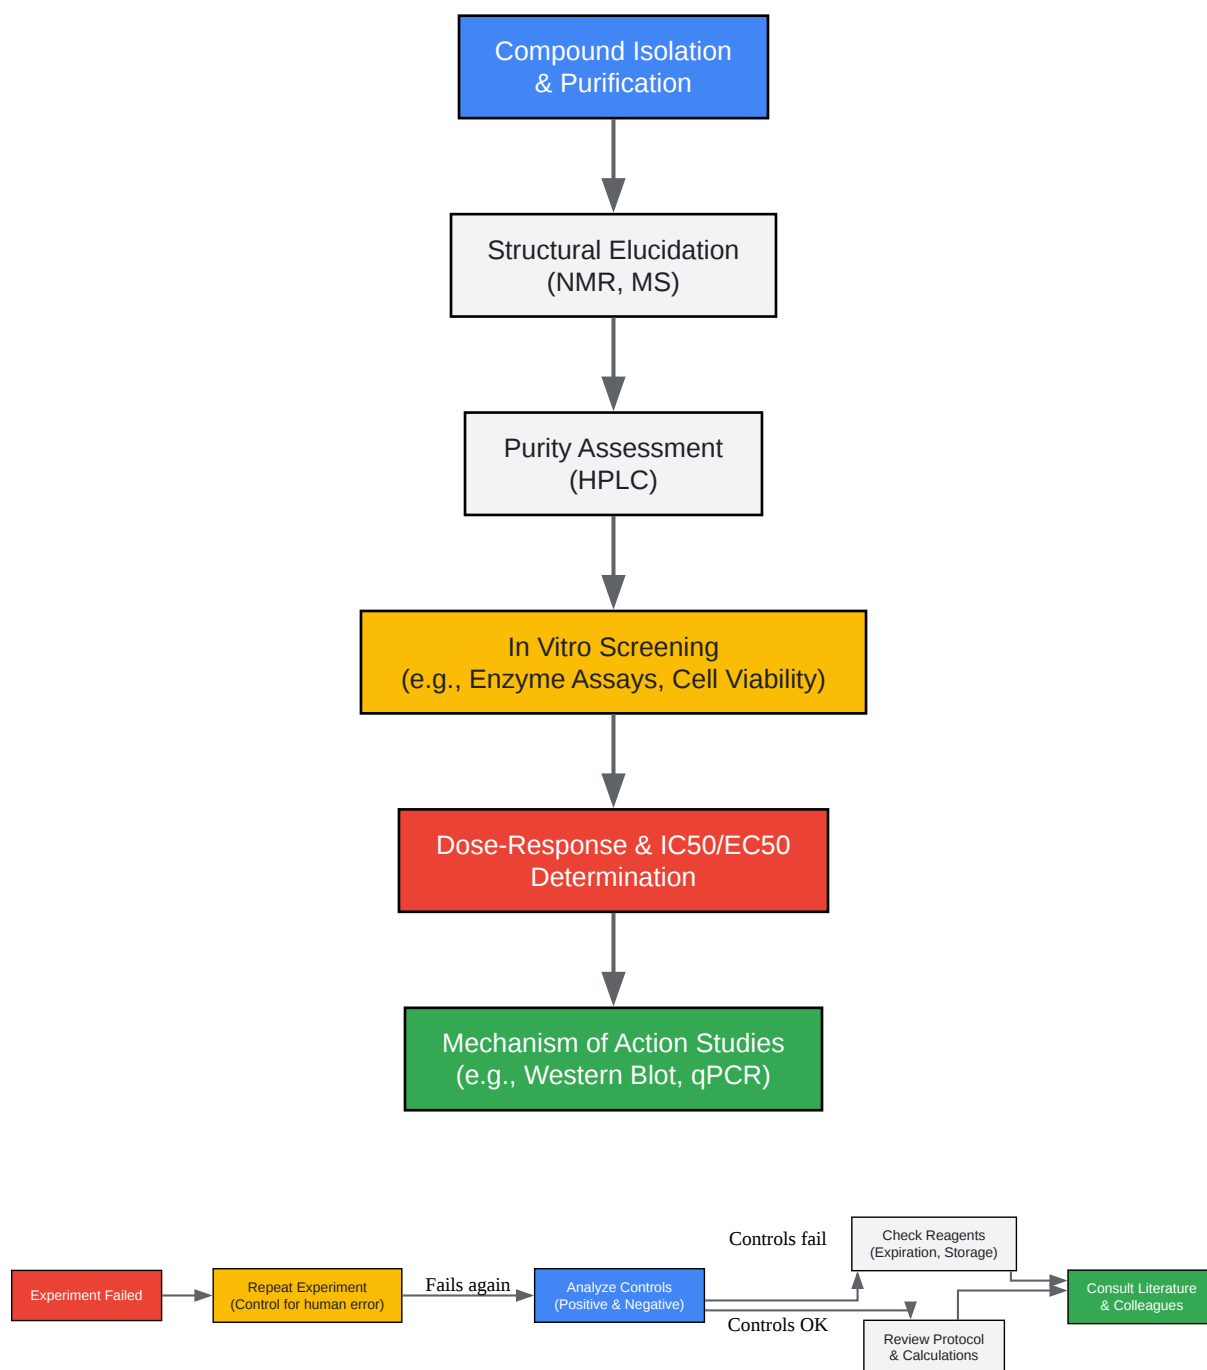 Compound Isolation
& Purification
Structural Elucidation
(NMR, MS)
Purity Assessment
(HPLC)
In Vitro Screening
(e.g., Enzyme Assays, Cell Viability)
Dose-Response & IC50/EC50
Determination
Mechanism of Action Studies
(e.g., Western Blot, qPCR)
Experiment Failed
Repeat Experiment
(Control for human error)
Fails again
Analyze Controls
(Positive & Negative)
Controls fail
Check Reagents
(Expiration, Storage)
Controls OK
Review Protocol
& Calculations
Consult Literature
& Colleagues